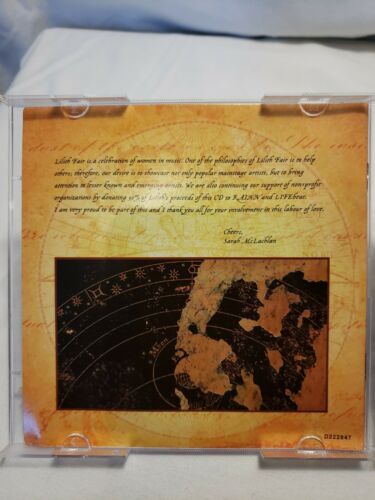 Lilith Fair is a celebration of women in music. One of the philosophies of Lilith Fair is to help
others; therefore, our desire is to showcase not only popular mainstage artists, but to bring
attention to lesser known and emerging artists. We are also continuing our support of nonprofit
organizations by donating of Lilith's proceeds of this CD to RAINN and LIFEbeat.
I am very proud to be part of this and I thank you all for your involvement in this labour of love.
Cheers,
Sarah McLachlan
Moon
D222847